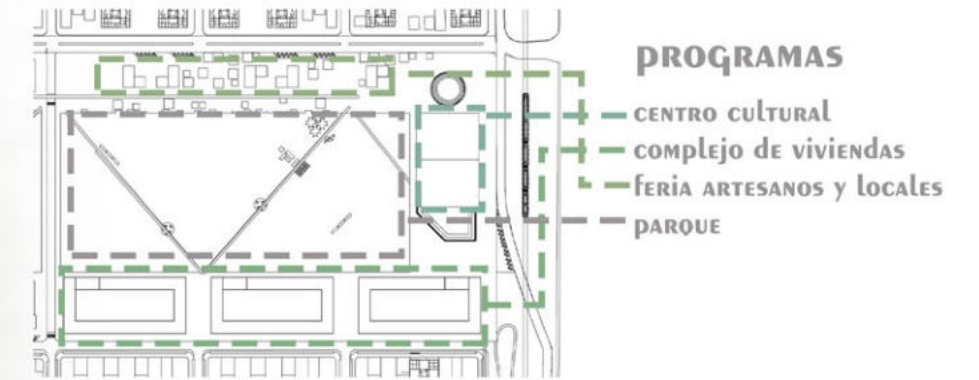 PROGRAMAS
CENTRO CULTURAL
COMPLEJO DE VIVIENDAS
FERIA ARTESANOS Y LOCALES
PARQUE